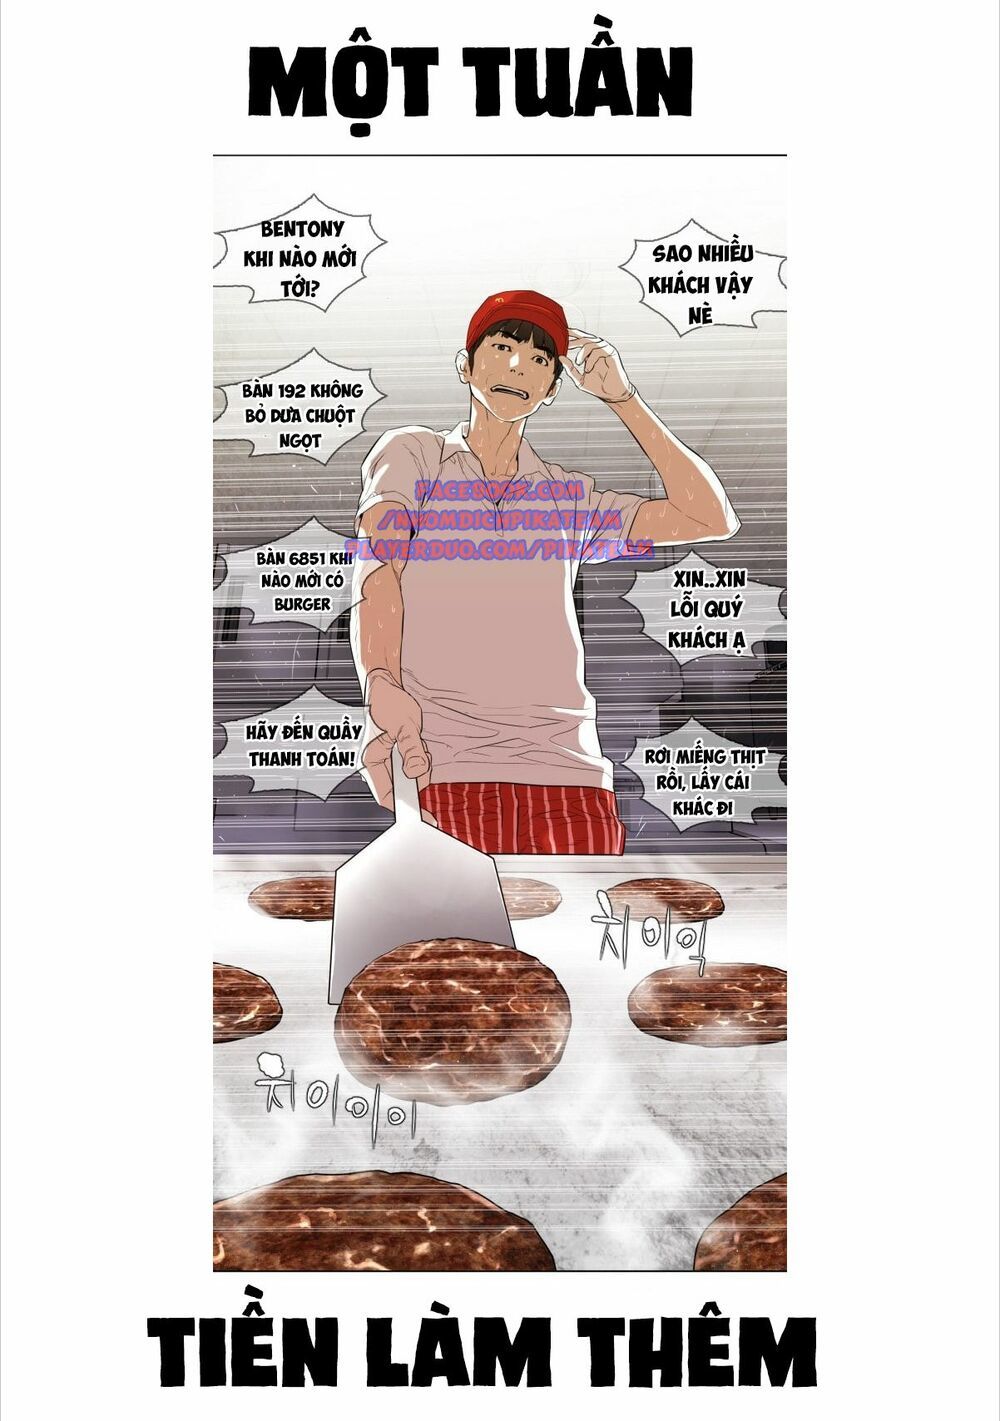 MỘT TUẦN
BENTONY
KHI NÀO MỚI
TỚI?
SAO NHIỀU
KHÁCH VẬY
NÈ
BÀN 192 KHÔNG
BỎ DƯA CHUỘT
NGỌT
FACEBOOK.COM
/NHOMDICHPIKATEAM
PLAYERDUO.COM/PIKATEAM
BÀN 6851 KHI
NÀO MỚI CÓ
BURGER
XIN..XIN
LỖI QUÝ
KHÁCH Ạ
HÃY ĐẾN QUẦY
THANH TOÁN!
RƠI MIẾNG THỊT
RỒI, LẤY CÁI
KHÁC ĐI
치이익
치이이이
TIỀN LÀM THÊM